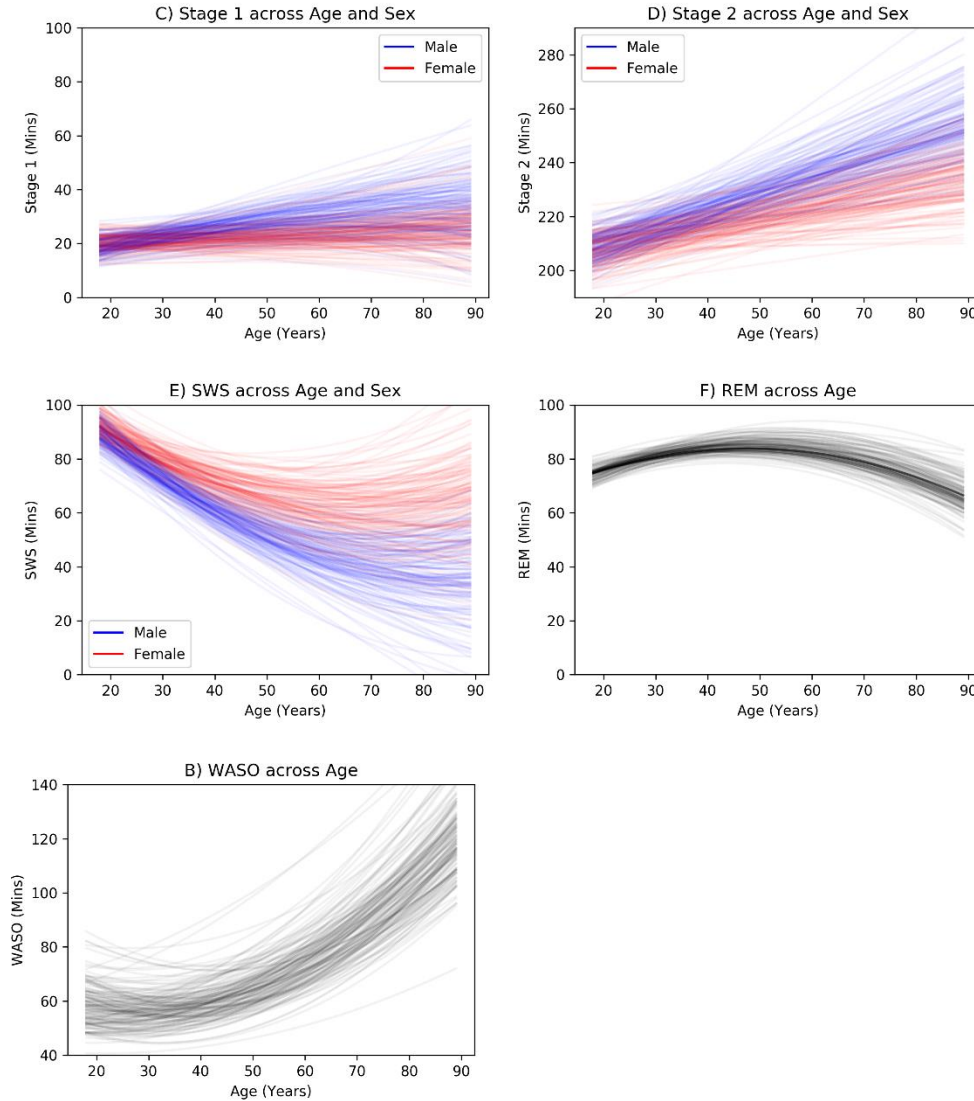 C) Stage 1 across Age and Sex
100
80
60
40
20
0
Stage 1 (Mins)
Male
Female
20 30 40 50 60 70 80 90
Age (Years)
D) Stage 2 across Age and Sex
280
260
240
220
200
Stage 2 (Mins)
Male
Female
20 30 40 50 60 70 80 90
Age (Years)
E) SWS across Age and Sex
100
80
60
40
20
0
SWS (Mins)
Male
Female
20 30 40 50 60 70 80 90
Age (Years)
F) REM across Age
100
80
60
40
20
0
REM (Mins)
20 30 40 50 60 70 80 90
Age (Years)
B) WASO across Age
140
120
100
80
60
40
WASO (Mins)
20 30 40 50 60 70 80 90
Age (Years)